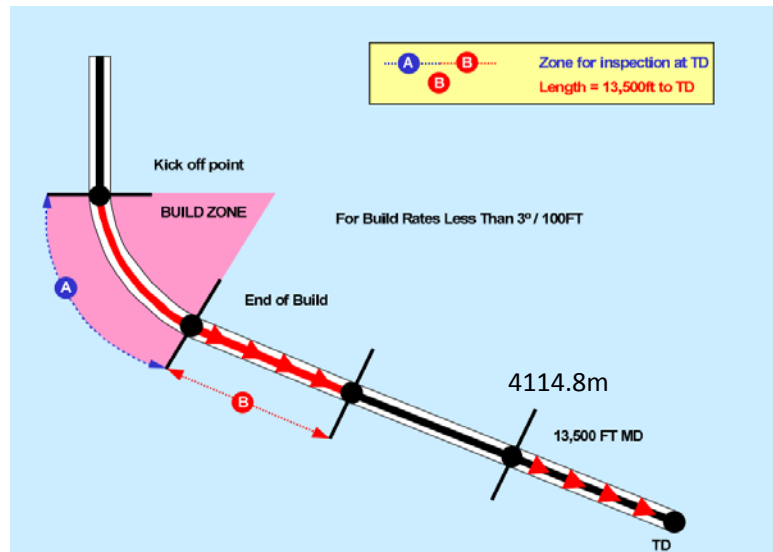 A B Zone for inspection at TD
B Length = 13,500ft to TD
Kick off point
BUILD ZONE
For Build Rates Less Than 3º / 100FT
A
End of Build
B
4114.8m
13,500 FT MD
TD